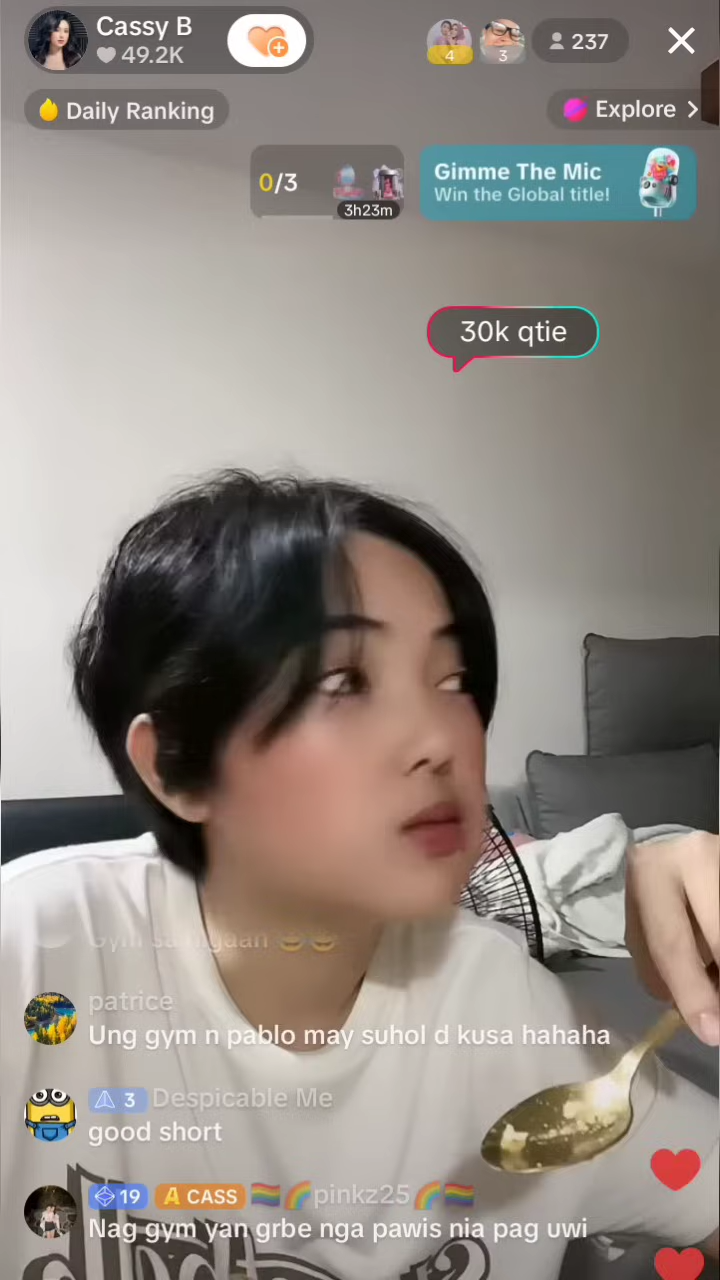 Cassy B
49.2K
4
3
237
Daily Ranking
Explore
0/3
3h23m
Gimme The Mic
Win the Global title!
30k qtie
Gym
patrice
Ung gym n pablo may suhol d kusa hahaha
3 Despicable Me
good short
19 A CASS 🏳️‍🌈🌈pinkz25🌈🏳️‍🌈
Nag gym yan grbe nga pawis nia pag uwi